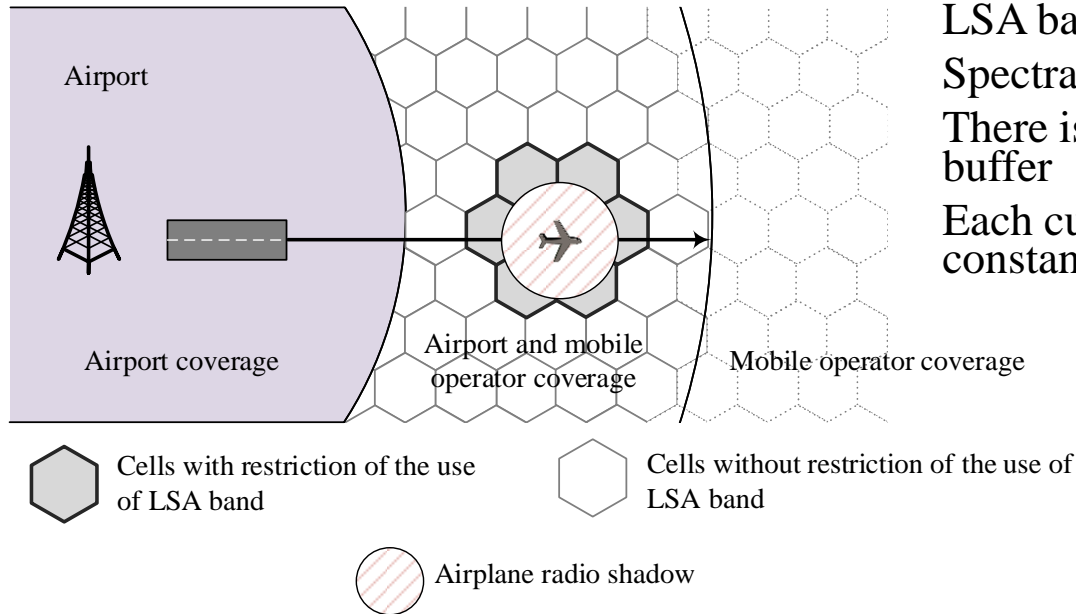 Airport
Airport coverage
Airport and mobile
operator coverage
Mobile operator coverage
Cells with restriction of the use
of LSA band
Cells without restriction of the use of
LSA band
Airplane radio shadow
LSA
Spectra
There is
buffer
Each
constan